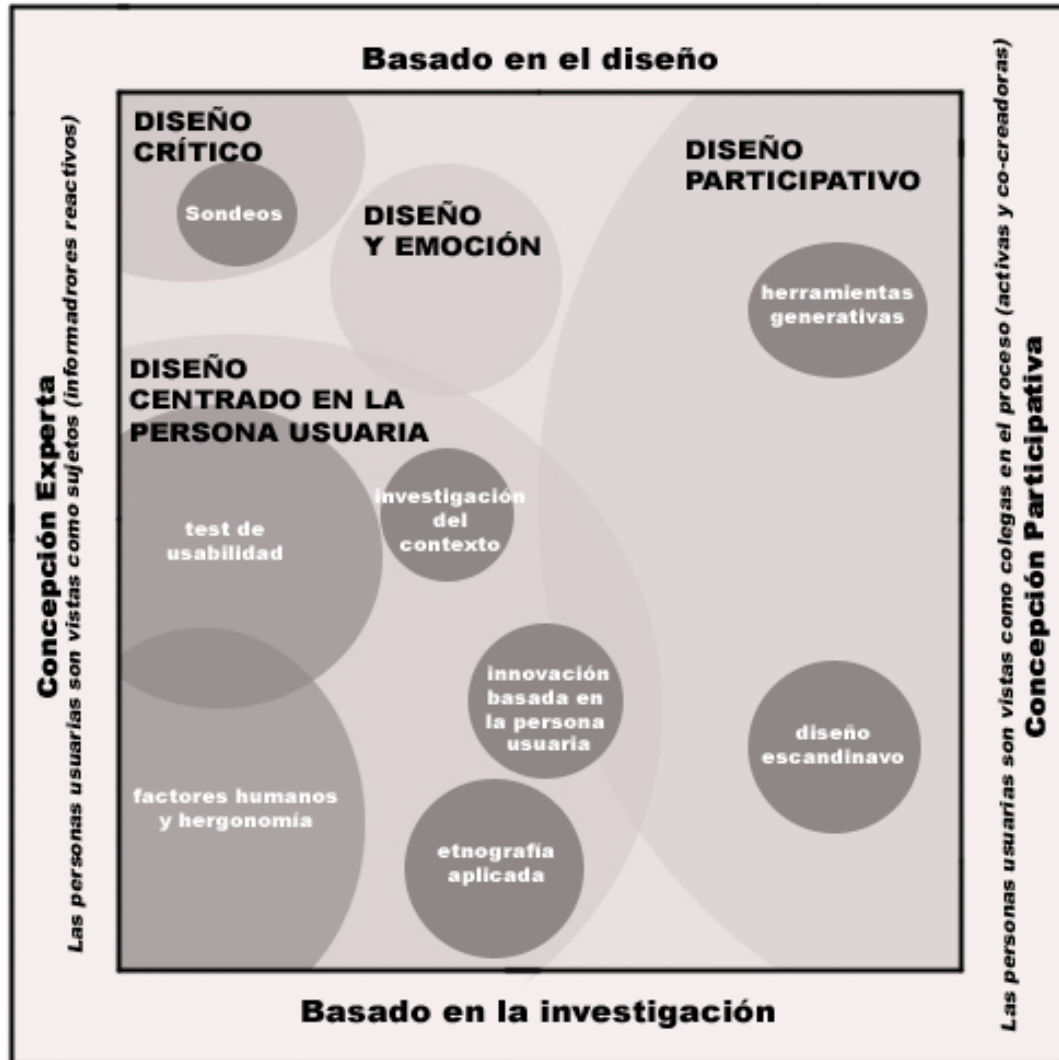 Basado en el diseño
DISEÑO
CRÍTICO
Sondeos
DISEÑO
Y EMOCIÓN
DISEÑO
PARTICIPATIVO
herramientas
generativas
DISEÑO
CENTRADO EN LA
PERSONA USUARIA
test de
usabilidad
investigación
del
contexto
innovación
basada en
la persona
usuaria
diseño
escandinavo
factores humanos
y hergonomía
etnografía
aplicada
Concepción Experta
Las personas usuarias son vistas como sujetos (informadrores reactivos)
Las personas usuarias son vistas como colegas en el proceso (activas y co-creadoras)
Concepción Participativa
Basado en la investigación